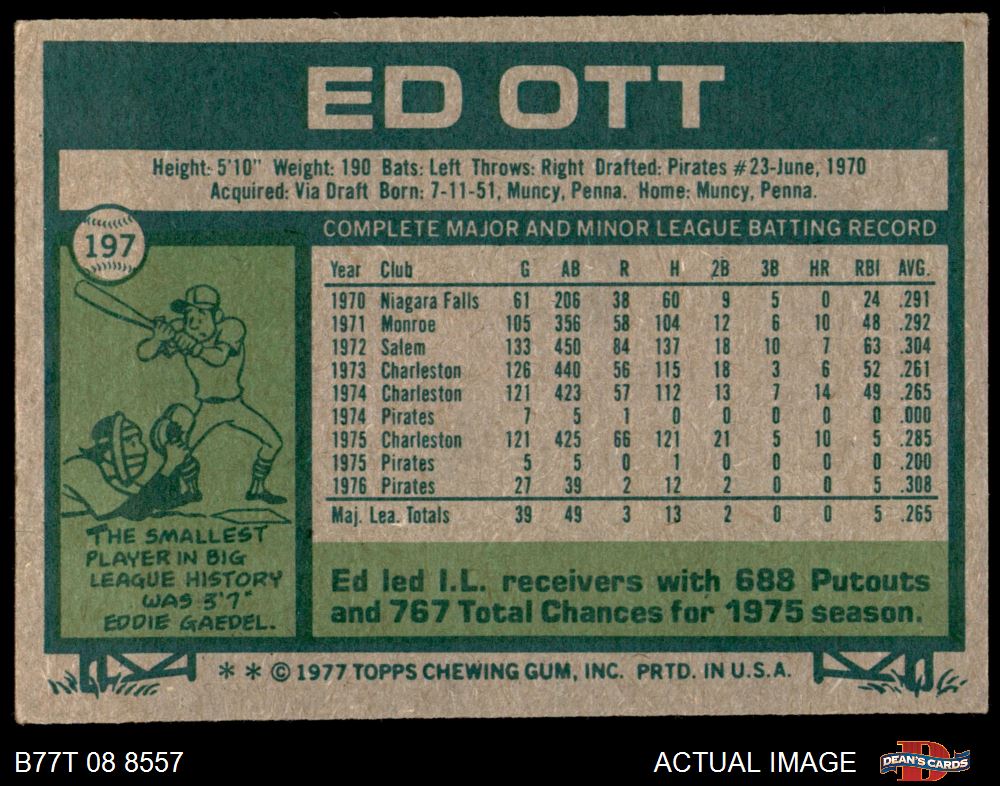 ED OTT
Height: 5'10" Weight: 190 Bats: Left Throws: Right Drafted: Pirates #23-June, 1970
Acquired: Via Draft Born: 7-11-51, Muncy, Penna. Home: Muncy, Penna.
197
COMPLETE MAJOR AND MINOR LEAGUE BATTING RECORD
Year Club G AB R H 2B 3B HR RBI AVG.
1970 Niagara Falls 61 206 38 60 9 5 0 24 .291
1971 Monroe 105 356 58 104 12 6 10 48 .292
1972 Salem 133 450 84 137 18 10 7 63 .304
1973 Charleston 126 440 56 115 18 3 6 52 .261
1974 Charleston 121 423 57 112 13 7 14 49 .265
1974 Pirates 7 5 1 0 0 0 0 0 .000
1975 Charleston 121 425 66 121 21 5 10 5 .285
1975 Pirates 5 5 0 1 0 0 0 0 .200
1976 Pirates 27 39 2 12 2 0 0 5 .308
Maj. Lea. Totals 39 49 3 13 2 0 0 5 .265
THE SMALLEST
PLAYER IN BIG
LEAGUE HISTORY
WAS 3'7"
EDDIE GAEDEL.
Ed led I.L. receivers with 688 Putouts
and 767 Total Chances for 1975 season.
* * © 1977 TOPPS CHEWING GUM, INC. PRTD. IN U.S.A.
B77T 08 8557
ACTUAL IMAGE
D
DEAN'S CARDS